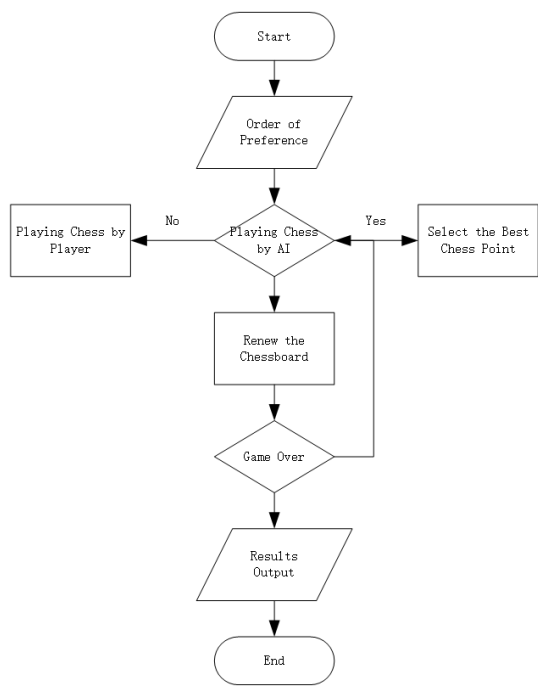 Start
Order of
Preference
No
Yes
Playing Chess by
Player
Playing Chess
by AI
Select the Best
Chess Point
Renew the
Chessboard
Game Over
Results
Output
End